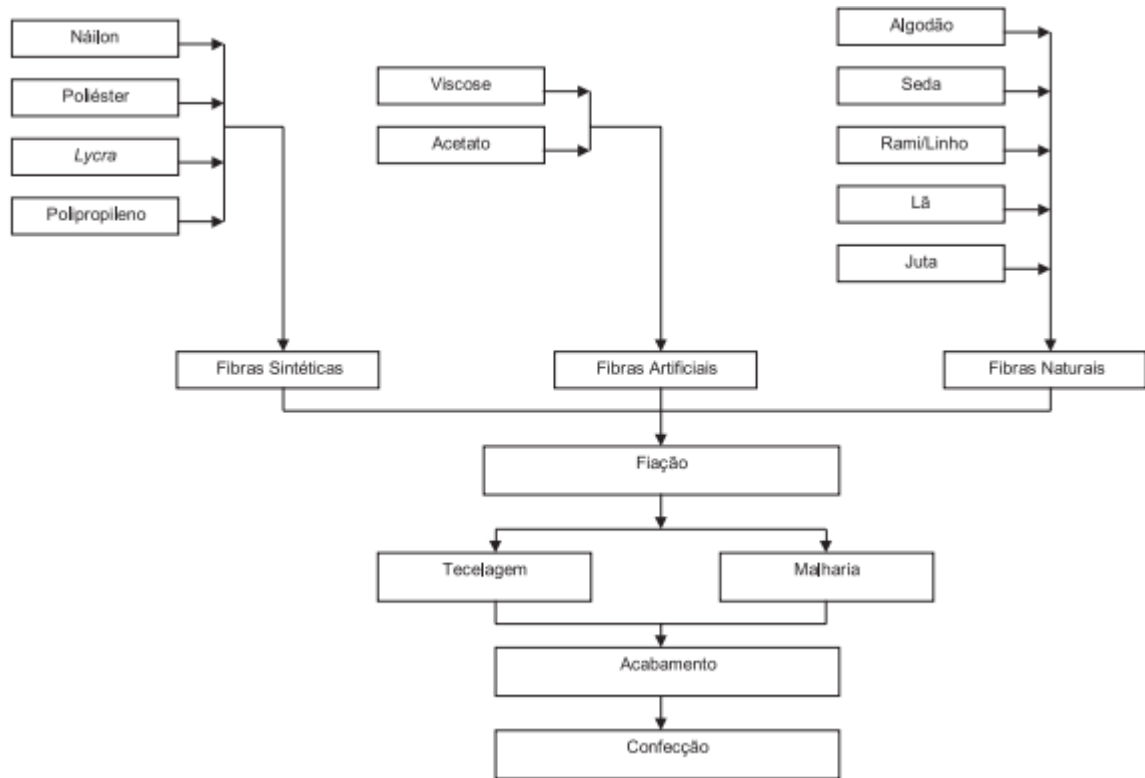 Náilon
Poliéster
Lycra
Polipropileno
Viscose
Acetato
Algodão
Seda
Rami/Linho
Lã
Juta
Fibras Sintéticas
Fibras Artificiais
Fibras Naturais
Fiação
Tecelagem
Malharia
Acabamento
Confecção